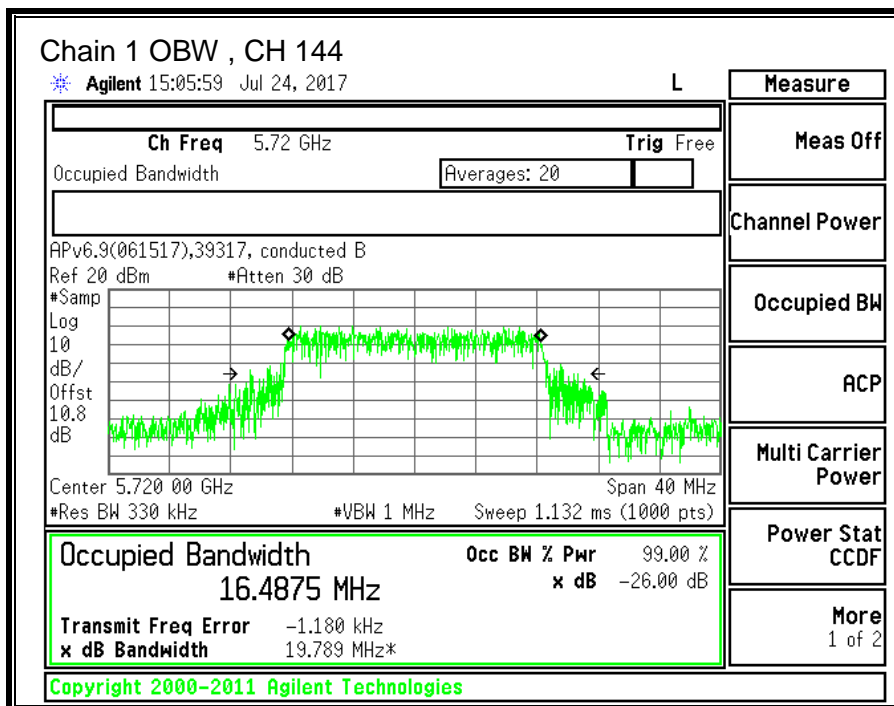 Chain 1 OBW , CH 144
Agilent 15:05:59 Jul 24, 2017 L
Measure
Ch Freq 5.72 GHz Trig Free
Meas Off
Occupied Bandwidth Averages: 20
Channel Power
APv6.9(061517),39317, conducted B
Ref 20 dBm #Atten 30 dB
#Samp
Log
10
dB/
Offst
10.8
dB
Occupied BW
ACP
Multi Carrier
Power
Center 5.720 00 GHz Span 40 MHz
#Res BW 330 kHz #VBW 1 MHz Sweep 1.132 ms (1000 pts)
Power Stat
CCDF
Occupied Bandwidth Occ BW % Pwr 99.00 %
16.4875 MHz x dB -26.00 dB
Transmit Freq Error -1.180 kHz
x dB Bandwidth 19.789 MHz*
More
1 of 2
Copyright 2000-2011 Agilent Technologies